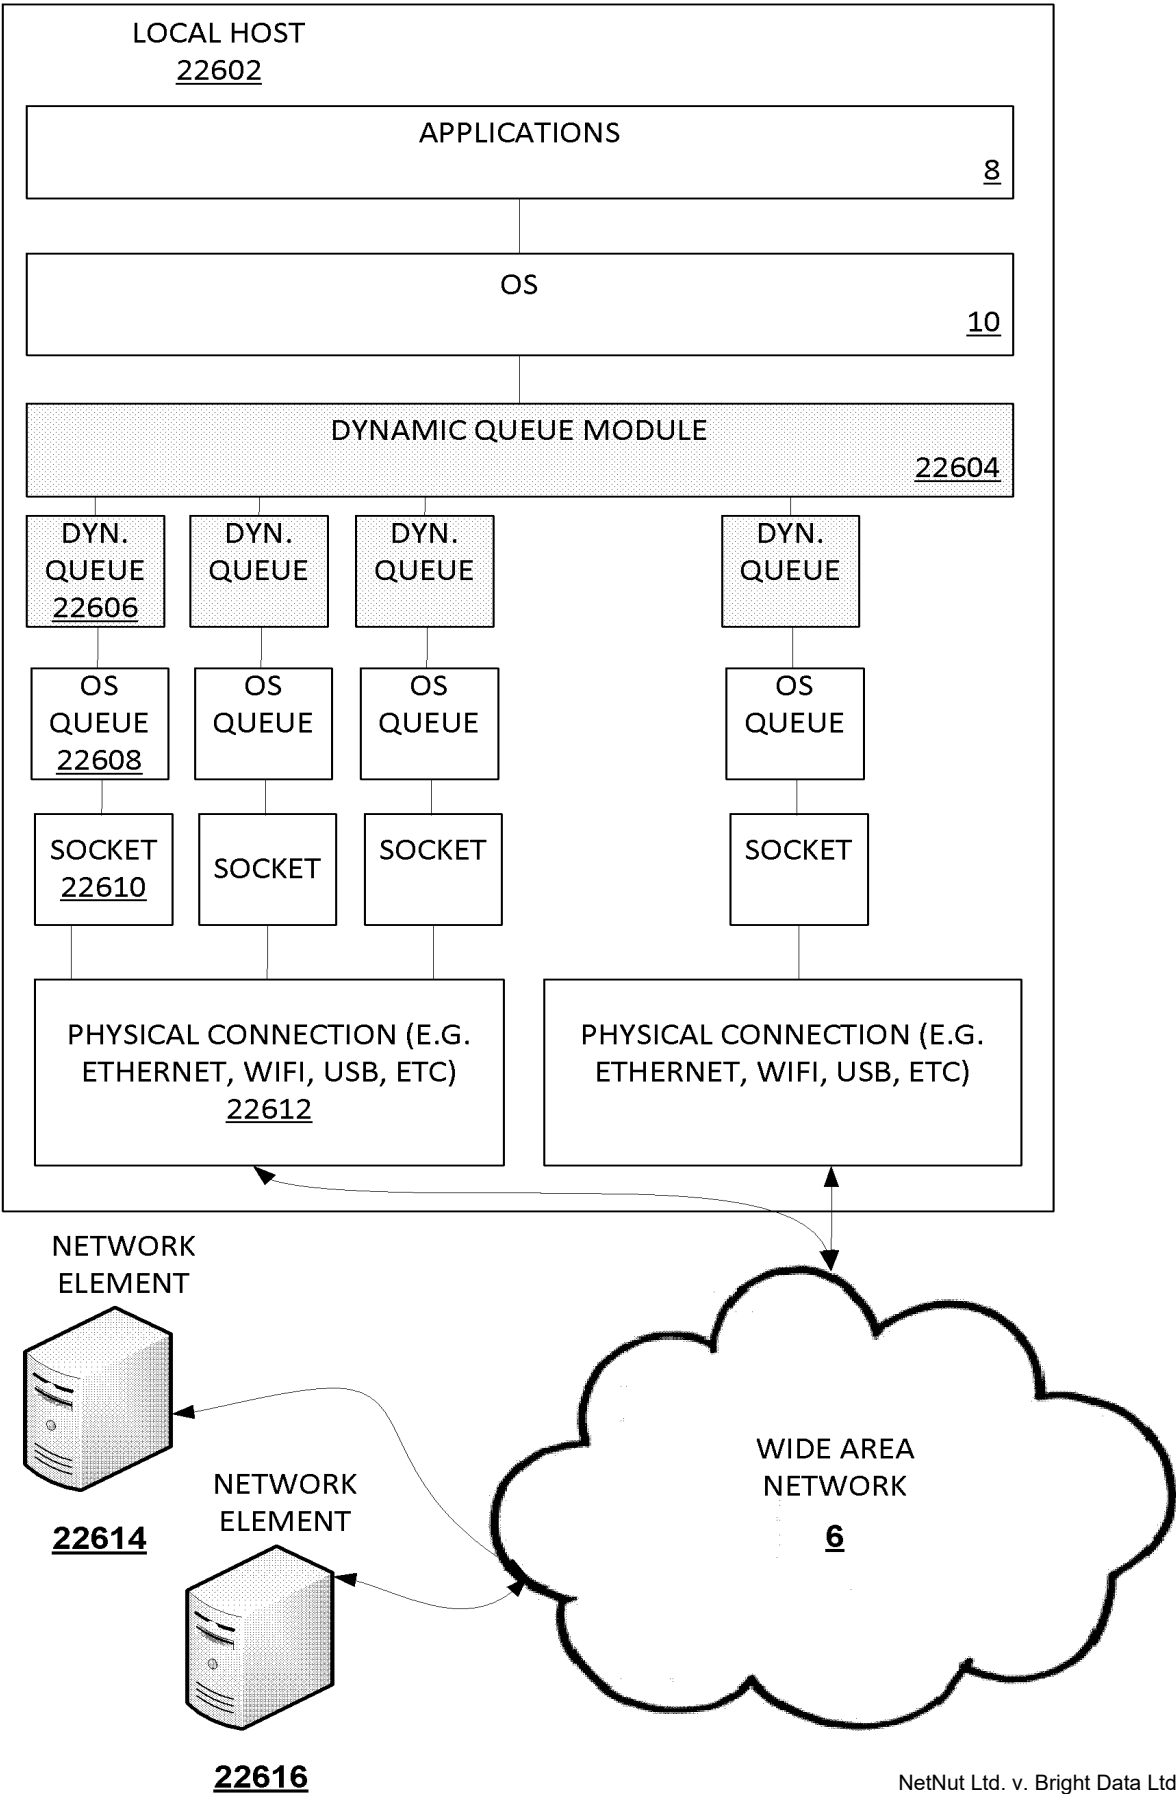 LOCAL HOST
22602
APPLICATIONS
8
OS
10
DYNAMIC QUEUE MODULE
22604
DYN.
QUEUE
22606
DYN.
QUEUE
DYN.
QUEUE
DYN.
QUEUE
OS
QUEUE
22608
OS
QUEUE
OS
QUEUE
OS
QUEUE
SOCKET
22610
SOCKET
SOCKET
SOCKET
PHYSICAL CONNECTION (E.G.
ETHERNET, WIFI, USB, ETC)
22612
PHYSICAL CONNECTION (E.G.
ETHERNET, WIFI, USB, ETC)
NETWORK
ELEMENT
22614
NETWORK
ELEMENT
22616
WIDE AREA
NETWORK
6
NetNut Ltd. v. Bright Data Ltd